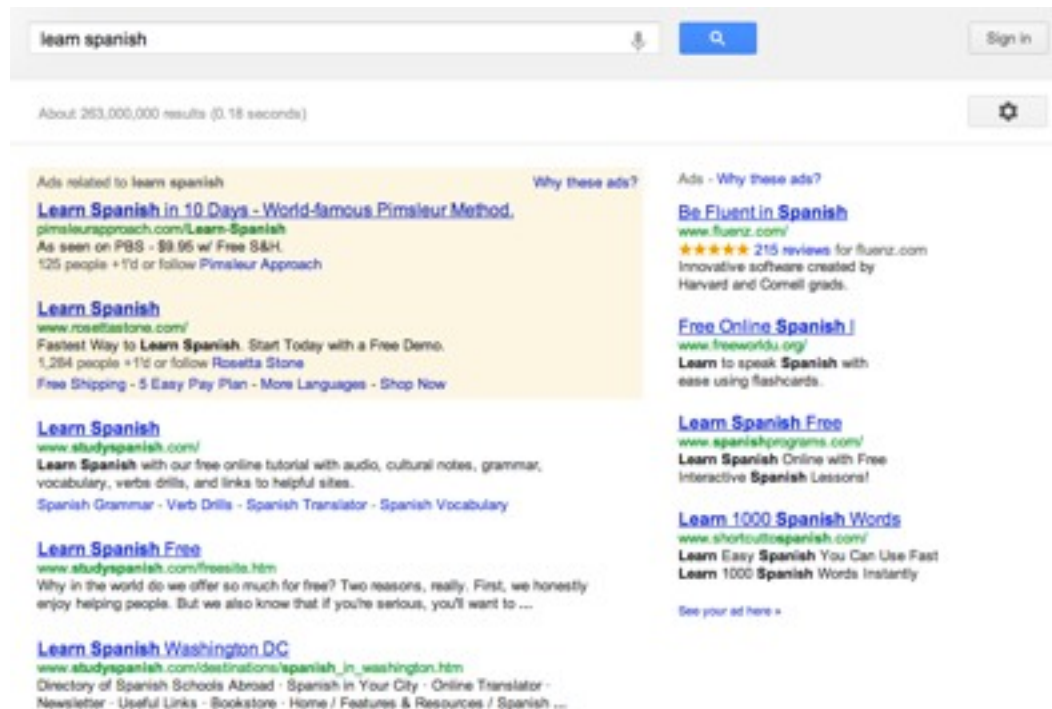 learn spanish
Sign in
About 263,000,000 results (0.18 seconds)
Ads related to learn spanish
Why these ads?
Learn Spanish in 10 Days - World-famous Pimsleur Method.
pimsleurapproach.com/Learn-Spanish
As seen on PBS - $9.95 w/ Free S&H.
125 people +1'd or follow Pimsleur Approach
Learn Spanish
www.rosettastone.com/
Fastest Way to Learn Spanish. Start Today with a Free Demo.
1,284 people +1'd or follow Rosetta Stone
Free Shipping - 5 Easy Pay Plan - More Languages - Shop Now
Learn Spanish
www.studyspanish.com/
Learn Spanish with our free online tutorial with audio, cultural notes, grammar,
vocabulary, verbs drills, and links to helpful sites.
Spanish Grammar - Verb Drills - Spanish Translator - Spanish Vocabulary
Learn Spanish Free
www.studyspanish.com/freesite.htm
Why in the world do we offer so much for free? Two reasons, really. First, we honestly
enjoy helping people. But we also know that if you're serious, you'll want to ...
Learn Spanish Washington DC
www.studyspanish.com/destinations/spanish_in_washington.htm
Directory of Spanish Schools Abroad · Spanish in Your City · Online Translator ·
Newsletter · Useful Links · Bookstore · Home / Features & Resources / Spanish ...
Ads - Why these ads?
Be Fluent in Spanish
www.fluenz.com/
215 reviews for fluenz.com
Innovative software created by
Harvard and Cornell grads.
Free Online Spanish I
www.freeworldu.org/
Learn to speak Spanish with
ease using flashcards.
Learn Spanish Free
www.spanishprograms.com/
Learn Spanish Online with Free
Interactive Spanish Lessons!
Learn 1000 Spanish Words
www.shortcuttospanish.com/
Learn Easy Spanish You Can Use Fast
Learn 1000 Spanish Words Instantly
See your ad here »